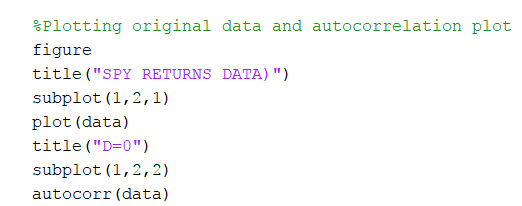 %Plotting original data and autocorrelation plot
figure
title("SPY RETURNS DATA)")
subplot(1,2,1)
plot(data)
title("D=0")
subplot(1,2,2)
autocorr(data)